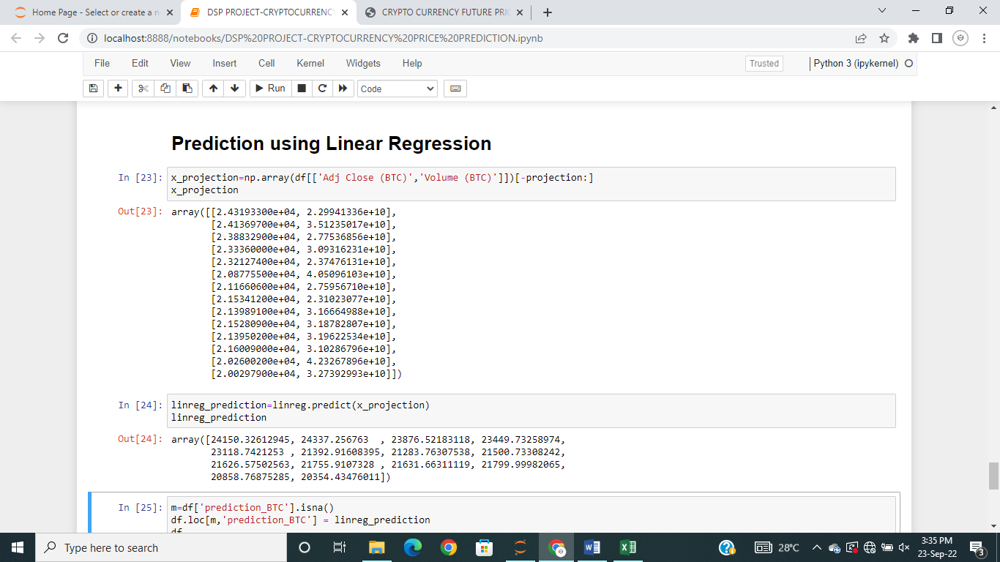 Home Page - Select or create a n
DSP PROJECT-CRYPTOCURRENCY
CRYPTO CURRENCY FUTURE PRI
localhost:8888/notebooks/DSP%20PROJECT-CRYPTOCURRENCY%20PRICE%20PREDICTION.ipynb
File Edit View Insert Cell Kernel Widgets Help Trusted Python 3 (ipykernel)
Run Code
Prediction using Linear Regression
In [23]: x_projection=np.array(df[['Adj Close (BTC)','Volume (BTC)']])[-projection:]
x_projection
Out[23]: array([[2.43193300e+04, 2.29941336e+10],
[2.41369700e+04, 3.51235017e+10],
[2.38832900e+04, 2.77536856e+10],
[2.33360000e+04, 3.09316231e+10],
[2.32127400e+04, 2.37476131e+10],
[2.08775500e+04, 4.05096103e+10],
[2.11660600e+04, 2.75956710e+10],
[2.15341200e+04, 2.31023077e+10],
[2.13989100e+04, 3.16664988e+10],
[2.15280900e+04, 3.18782807e+10],
[2.13950200e+04, 3.19622534e+10],
[2.16009000e+04, 3.10286796e+10],
[2.02600200e+04, 4.23267896e+10],
[2.00297900e+04, 3.27392993e+10]])
In [24]: linreg_prediction=linreg.predict(x_projection)
linreg_prediction
Out[24]: array([24150.32612945, 24337.256763  , 23876.52183118, 23449.73258974,
23118.7421253 , 21392.91608395, 21283.76307538, 21500.73308242,
21626.57502563, 21755.9107328 , 21631.66311119, 21799.99982065,
20858.76875285, 20354.43476011])
In [25]: m=df['prediction_BTC'].isna()
df.loc[m,'prediction_BTC'] = linreg_prediction
df
Type here to search
28°C
3:35 PM
23-Sep-22
3